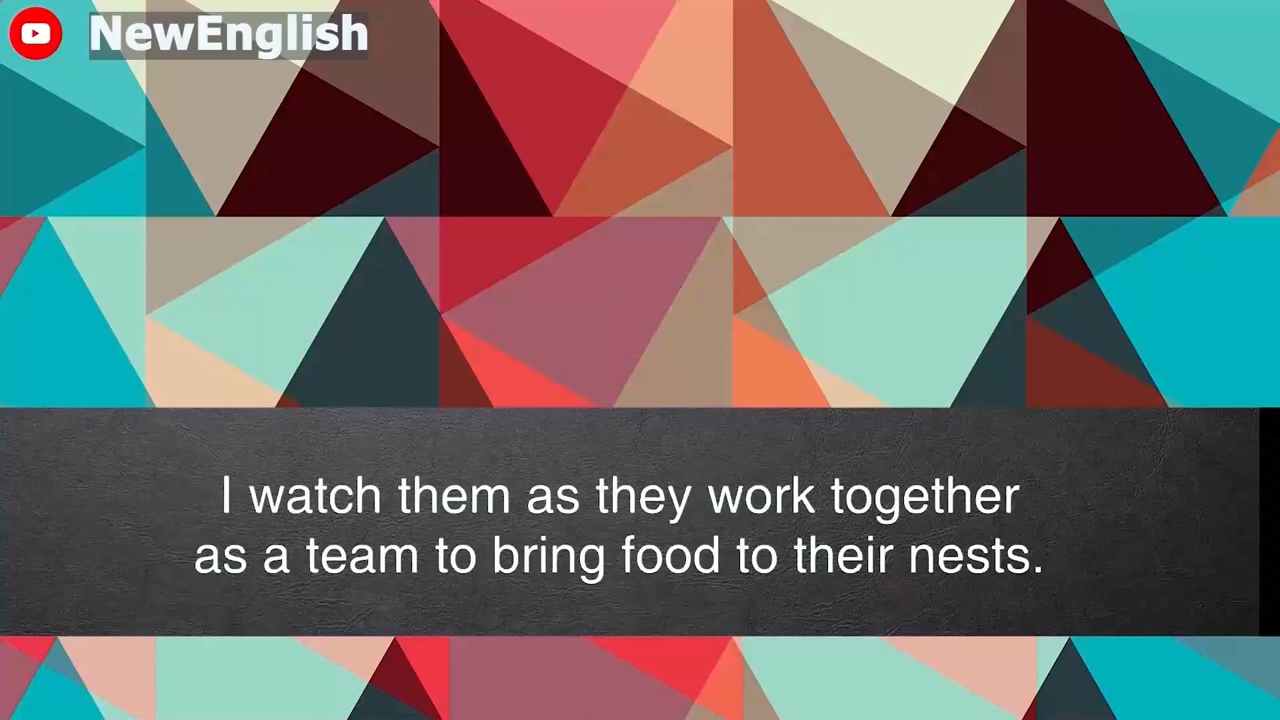 NewEnglish
I watch them as they work together
as a team to bring food to their nests.